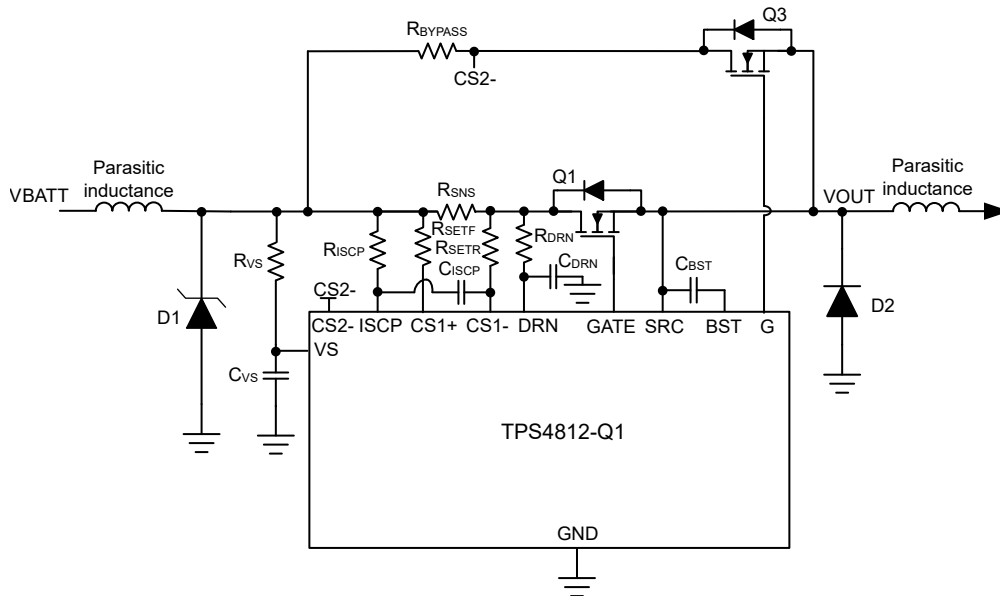 Q3
RBYPASS
CS2-
Parasitic
inductance
VBATT
RSNS
Q1
VOUT
Parasitic
inductance
RVS
RISCP
RSETF
RSETR
RDRN
CISCP
CDRN
CBST
D1
CS2-
D2
CS2- ISCP CS1+ CS1- DRN GATE SRC BST G
VS
CVS
TPS4812-Q1
GND